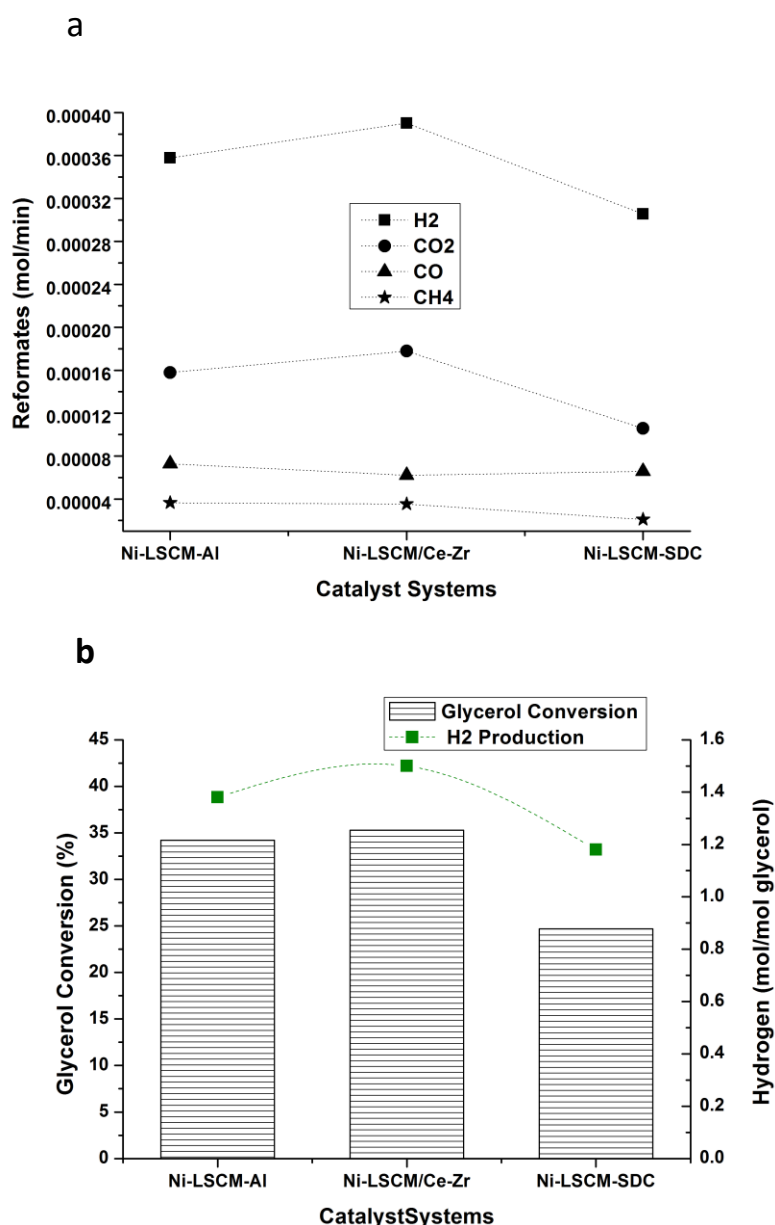 a
0.00040
0.00036
0.00032
0.00028
0.00024
0.00020
0.00016
0.00012
0.00008
0.00004
Reformates (mol/min)
H2
CO2
CO
CH4
Ni-LSCM-Al
Ni-LSCM/Ce-Zr
Ni-LSCM-SDC
Catalyst Systems
b
Glycerol Conversion
H2 Production
45
40
35
30
25
20
15
10
5
0
Glycerol Conversion (%)
1.6
1.4
1.2
1.0
0.8
0.6
0.4
0.2
0.0
Hydrogen (mol/mol glycerol)
Ni-LSCM-Al
Ni-LSCM/Ce-Zr
Ni-LSCM-SDC
CatalystSystems